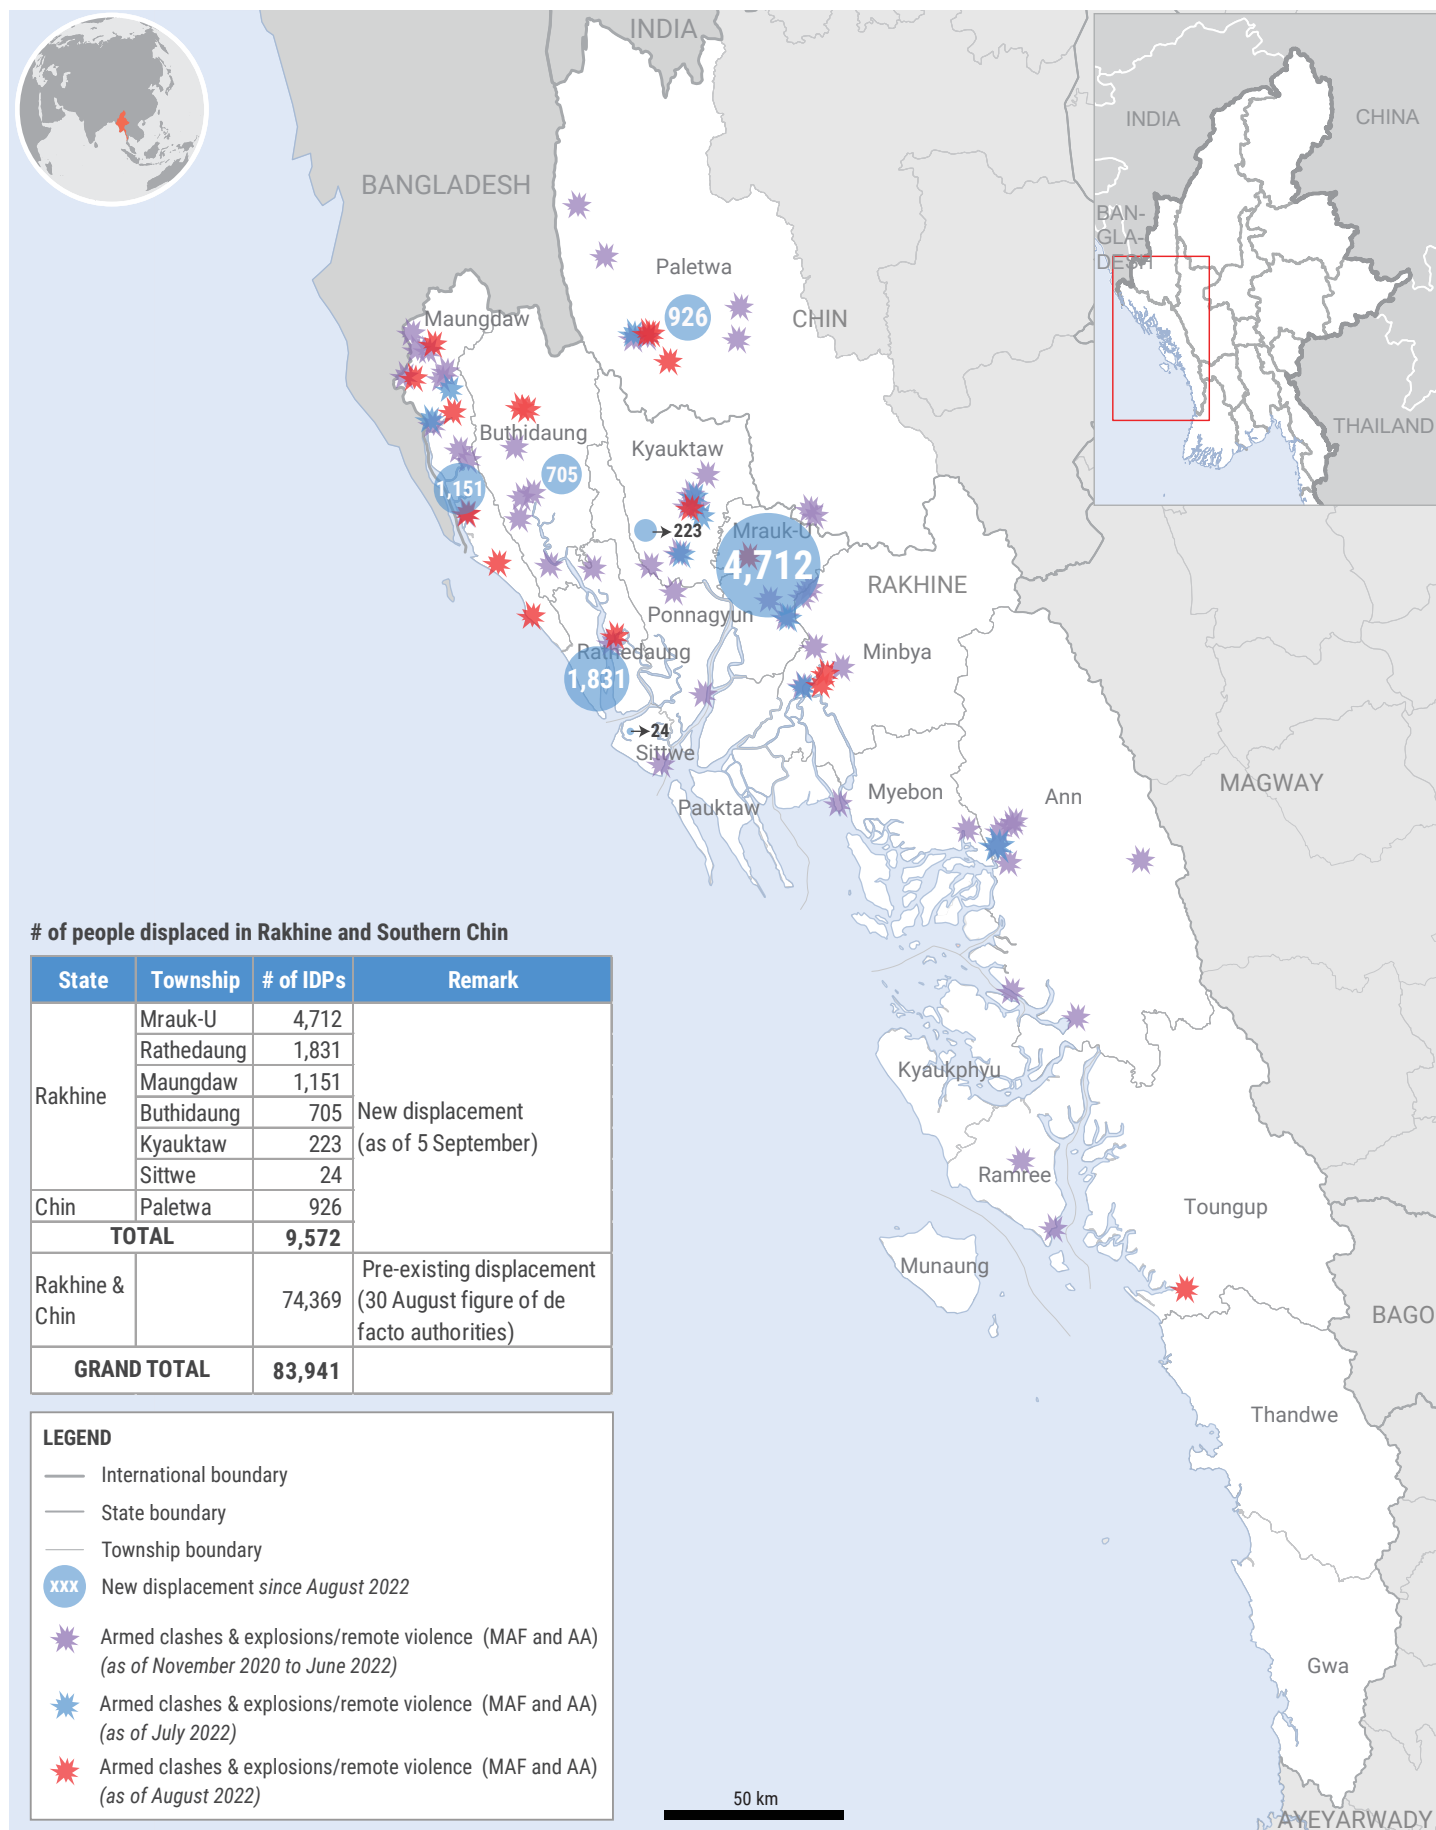 INDIA
BANGLADESH
INDIA
CHINA
BAN-
GLA-
DESH
THAILAND
Paletwa
926
CHIN
Maungdaw
Buthidaung
705
1,151
Kyauktaw
223
Mrauk-U
4,712
RAKHINE
Ponnagyun
Rathedaung
1,831
Minbya
24
Sittwe
Pauktaw
Myebon
Ann
MAGWAY
Kyaukphyu
Ramree
Toungup
Munaung
BAGO
Thandwe
Gwa
AYEYARWADY
# of people displaced in Rakhine and Southern Chin
State Township # of IDPs Remark
Rakhine
Mrauk-U 4,712
Rathedaung 1,831
Maungdaw 1,151
Buthidaung 705
Kyauktaw 223
Sittwe 24
New displacement
(as of 5 September)
Chin Paletwa 926
TOTAL 9,572
Rakhine &
Chin
74,369
Pre-existing displacement
(30 August figure of de
facto authorities)
GRAND TOTAL 83,941
LEGEND
International boundary
State boundary
Township boundary
xxx New displacement since August 2022
Armed clashes & explosions/remote violence (MAF and AA)
(as of November 2020 to June 2022)
Armed clashes & explosions/remote violence (MAF and AA)
(as of July 2022)
Armed clashes & explosions/remote violence (MAF and AA)
(as of August 2022)
50 km